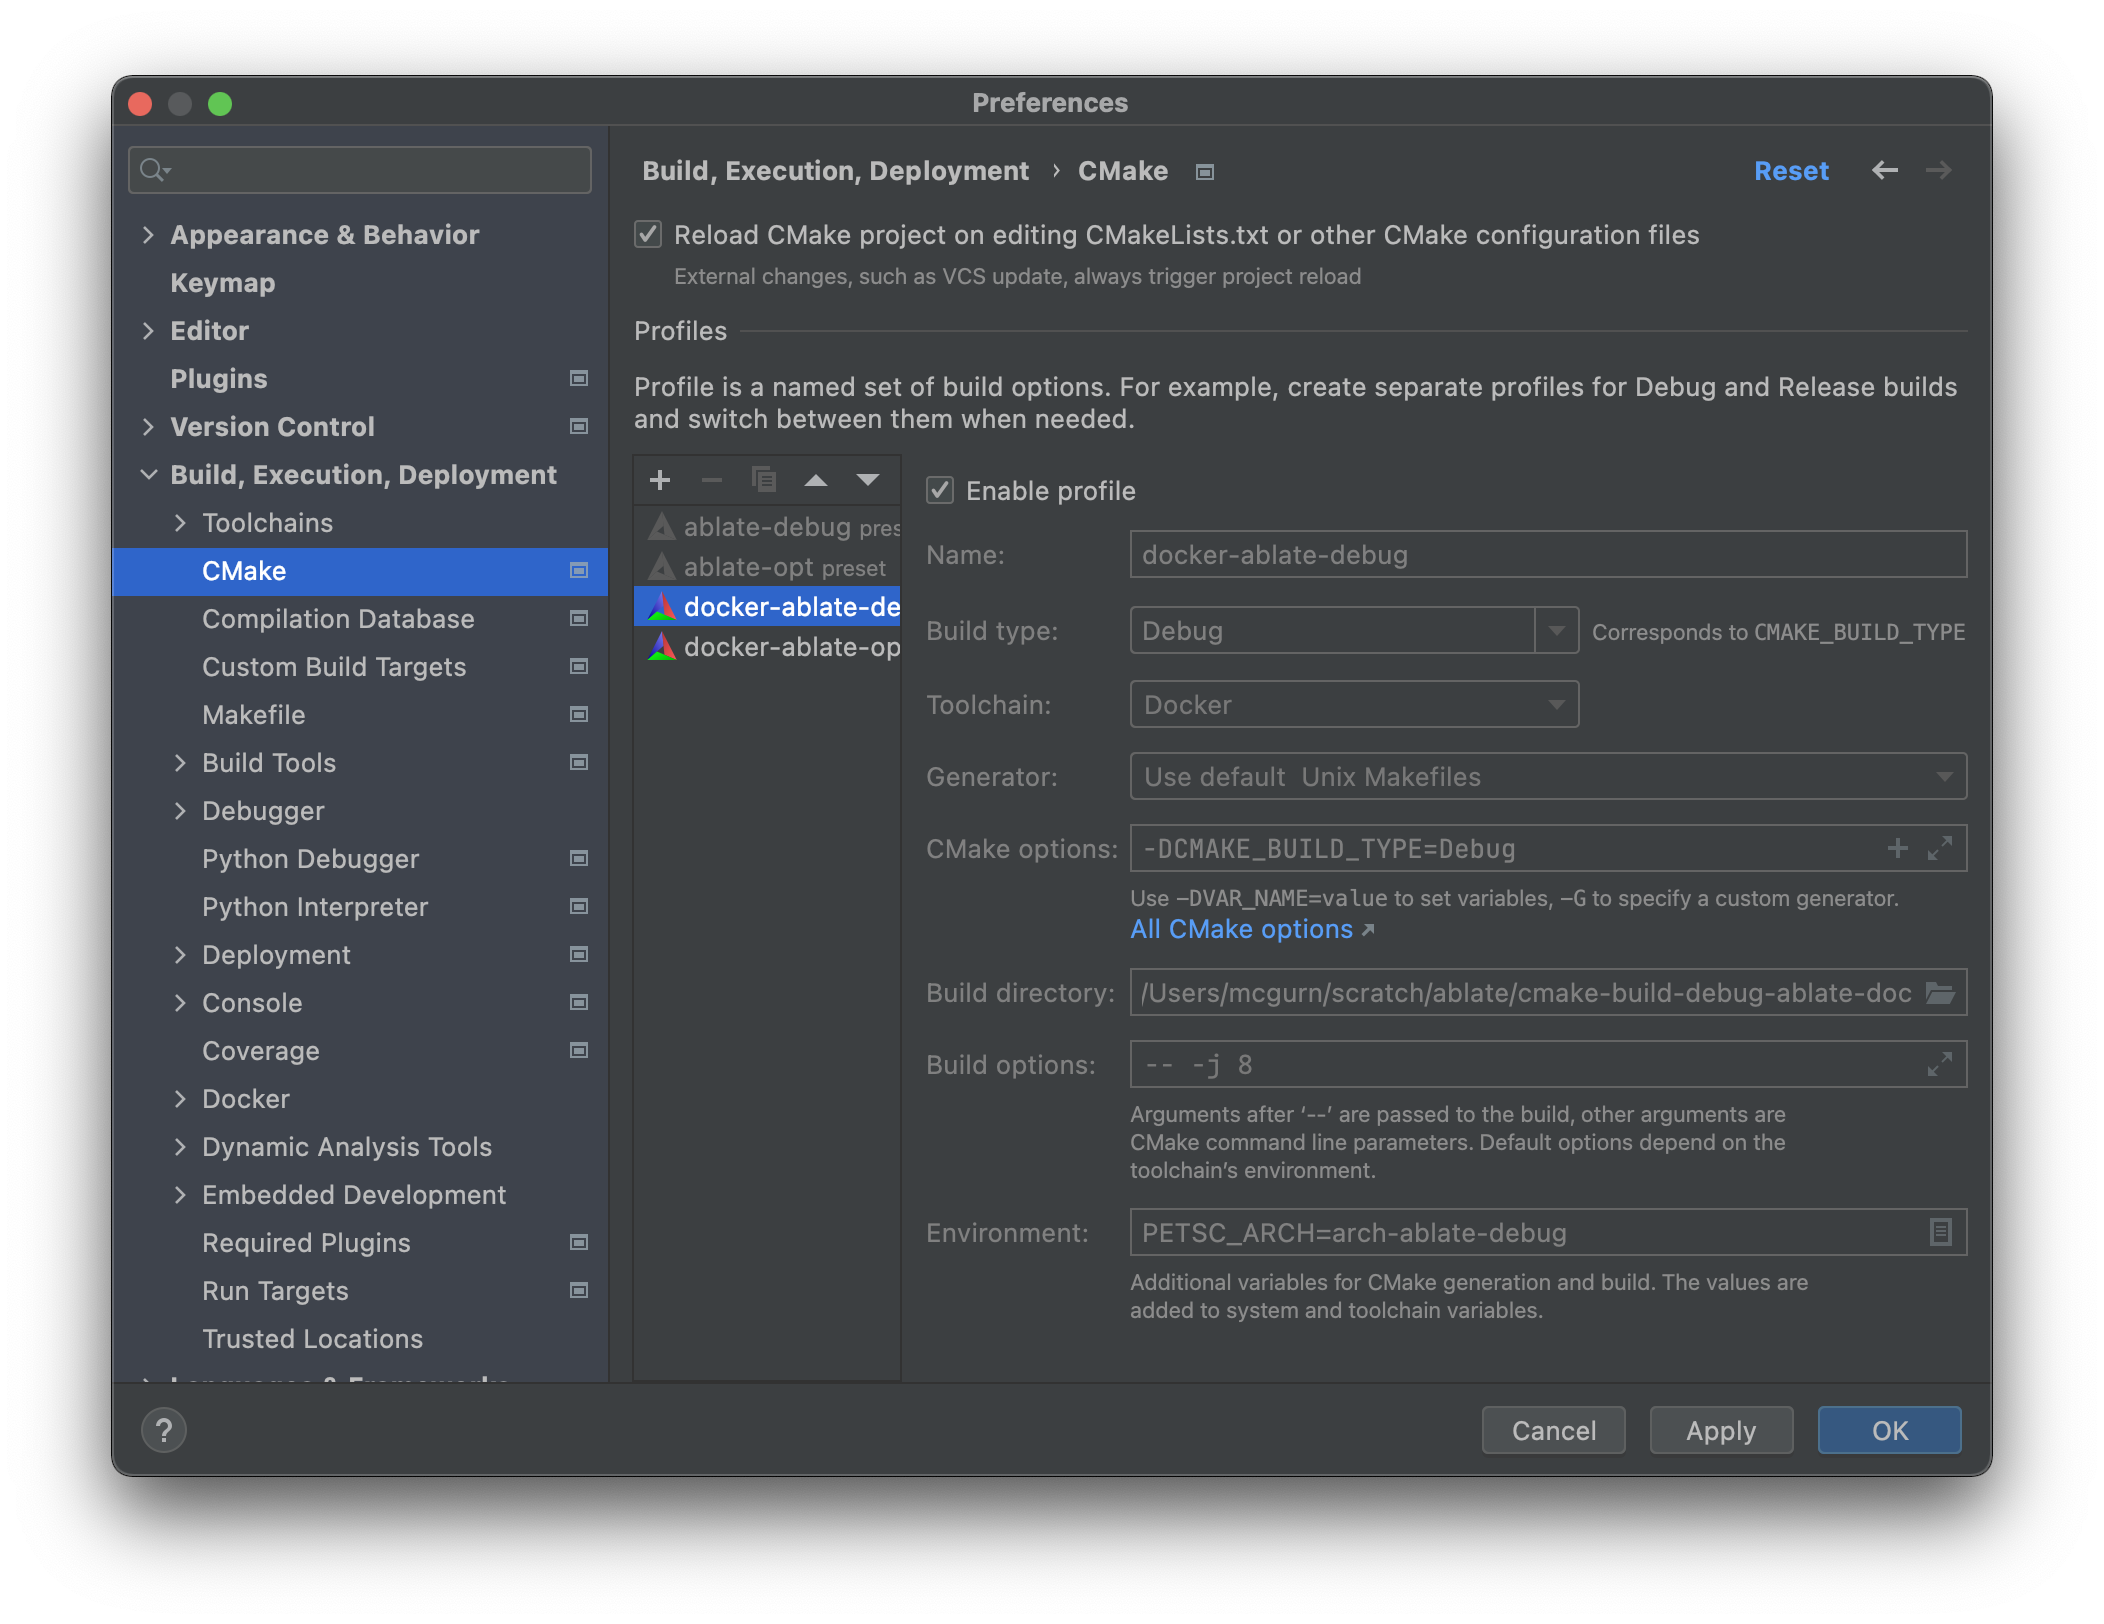 Preferences
Appearance & Behavior
Keymap
Editor
Plugins
Version Control
Build, Execution, Deployment
Toolchains
CMake
Compilation Database
Custom Build Targets
Makefile
Build Tools
Debugger
Python Debugger
Python Interpreter
Deployment
Console
Coverage
Docker
Dynamic Analysis Tools
Embedded Development
Required Plugins
Run Targets
Trusted Locations
Languages & Frameworks
Build, Execution, Deployment › CMake
Reset
Reload CMake project on editing CMakeLists.txt or other CMake configuration files
External changes, such as VCS update, always trigger project reload
Profiles
Profile is a named set of build options. For example, create separate profiles for Debug and Release builds
and switch between them when needed.
ablate-debug pres
ablate-opt preset
docker-ablate-de
docker-ablate-op
Enable profile
Name: docker-ablate-debug
Build type: Debug Corresponds to CMAKE_BUILD_TYPE
Toolchain: Docker
Generator: Use default Unix Makefiles
CMake options: -DCMAKE_BUILD_TYPE=Debug
Use –DVAR_NAME=value to set variables, –G to specify a custom generator.
All CMake options ↗
Build directory: /Users/mcgurn/scratch/ablate/cmake-build-debug-ablate-doc
Build options: -- -j 8
Arguments after ‘--’ are passed to the build, other arguments are
CMake command line parameters. Default options depend on the
toolchain’s environment.
Environment: PETSC_ARCH=arch-ablate-debug
Additional variables for CMake generation and build. The values are
added to system and toolchain variables.
?
Cancel
Apply
OK